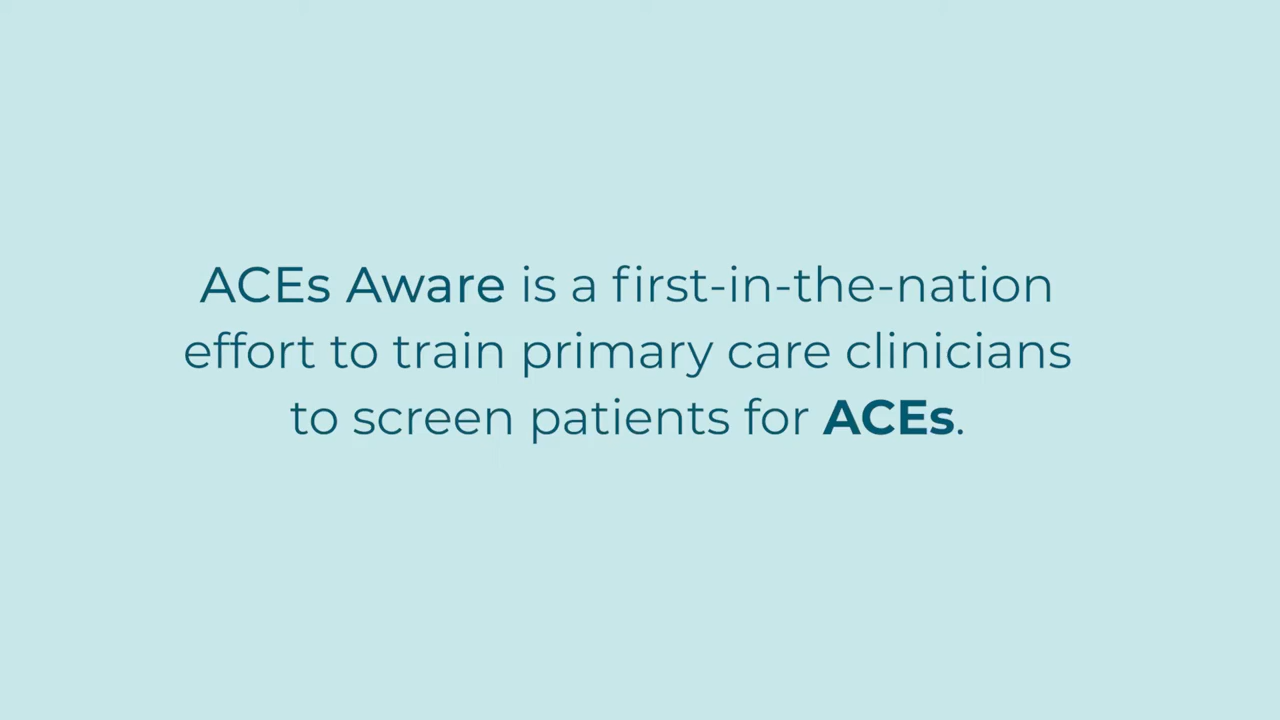 ACEs Aware is a first-in-the-nation
effort to train primary care clinicians
to screen patients for ACEs.